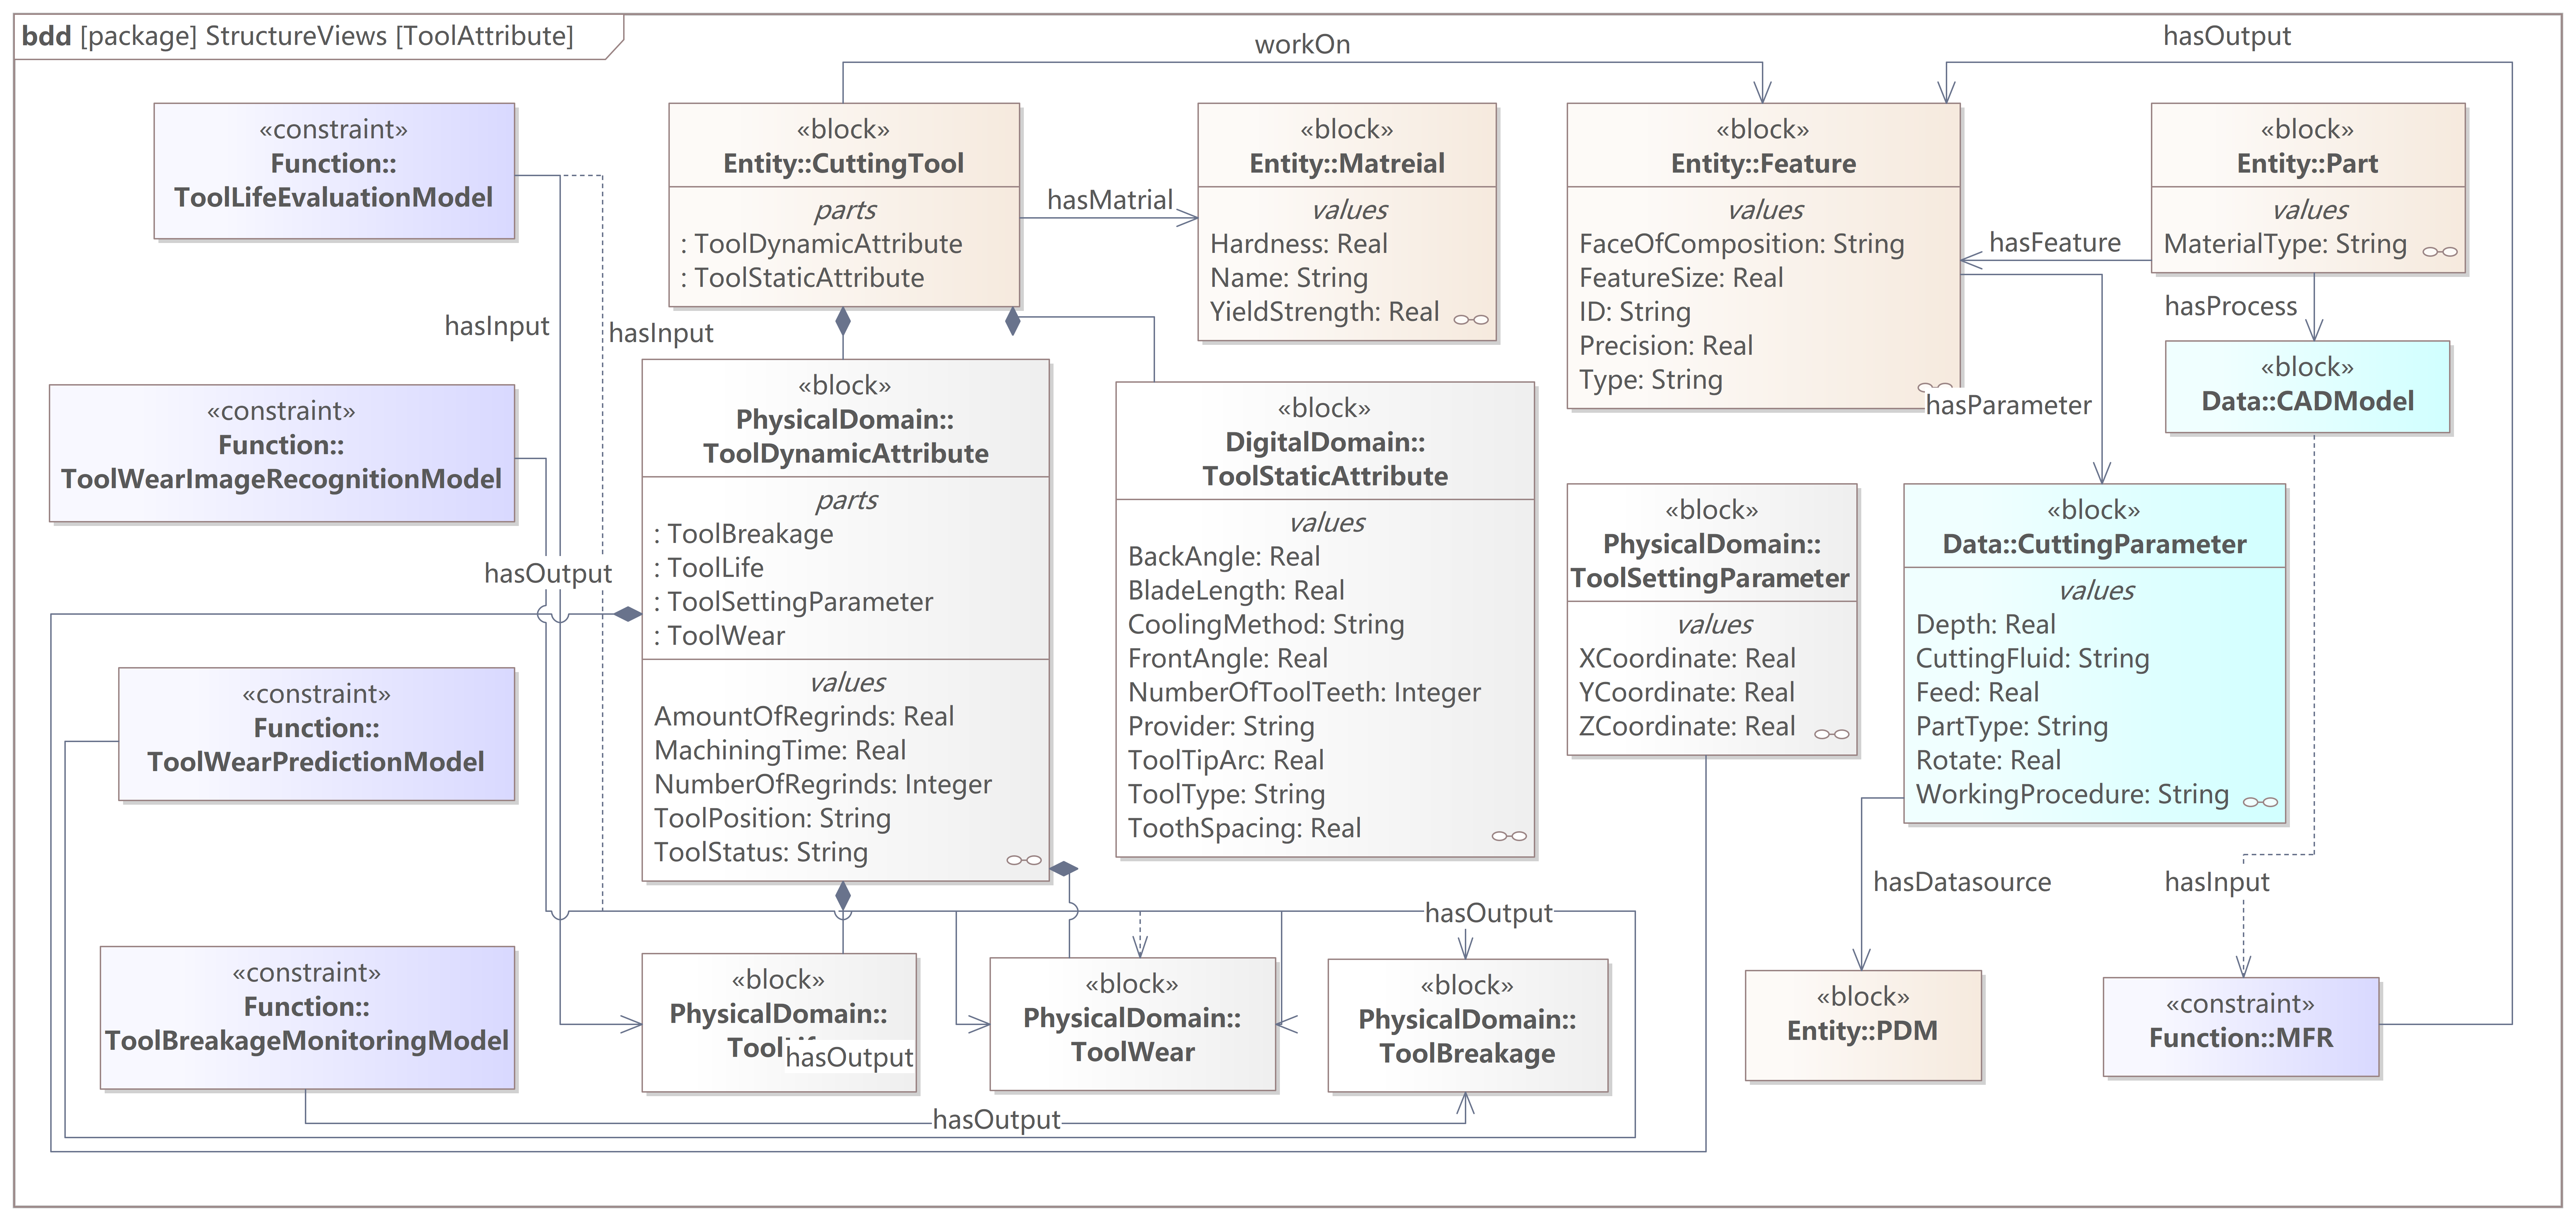 bdd [package] StructureViews [ToolAttribute]
workOn
hasOutput
«constraint»
Function::
ToolLifeEvaluationModel
«block»
Entity::CuttingTool
parts
: ToolDynamicAttribute
: ToolStaticAttribute
hasMatrial
«block»
Entity::Matreial
values
Hardness: Real
Name: String
YieldStrength: Real
«block»
Entity::Feature
values
FaceOfComposition: String
FeatureSize: Real
ID: String
Precision: Real
Type: String
hasFeature
«block»
Entity::Part
values
MaterialType: String
hasProcess
hasInput
hasInput
«block»
Data::CADModel
hasParameter
«constraint»
Function::
ToolWearImageRecognitionModel
hasOutput
«block»
PhysicalDomain::
ToolDynamicAttribute
parts
: ToolBreakage
: ToolLife
: ToolSettingParameter
: ToolWear
values
AmountOfRegrinds: Real
MachiningTime: Real
NumberOfRegrinds: Integer
ToolPosition: String
ToolStatus: String
«block»
DigitalDomain::
ToolStaticAttribute
values
BackAngle: Real
BladeLength: Real
CoolingMethod: String
FrontAngle: Real
NumberOfToolTeeth: Integer
Provider: String
ToolTipArc: Real
ToolType: String
ToothSpacing: Real
«block»
PhysicalDomain::
ToolSettingParameter
values
XCoordinate: Real
YCoordinate: Real
ZCoordinate: Real
«block»
Data::CuttingParameter
values
Depth: Real
CuttingFluid: String
Feed: Real
PartType: String
Rotate: Real
WorkingProcedure: String
«constraint»
Function::
ToolWearPredictionModel
hasDatasource
hasInput
hasOutput
«constraint»
Function::
ToolBreakageMonitoringModel
«block»
PhysicalDomain::
hasOutput
«block»
PhysicalDomain::
ToolWear
«block»
PhysicalDomain::
ToolBreakage
«block»
Entity::PDM
«constraint»
Function::MFR
hasOutput